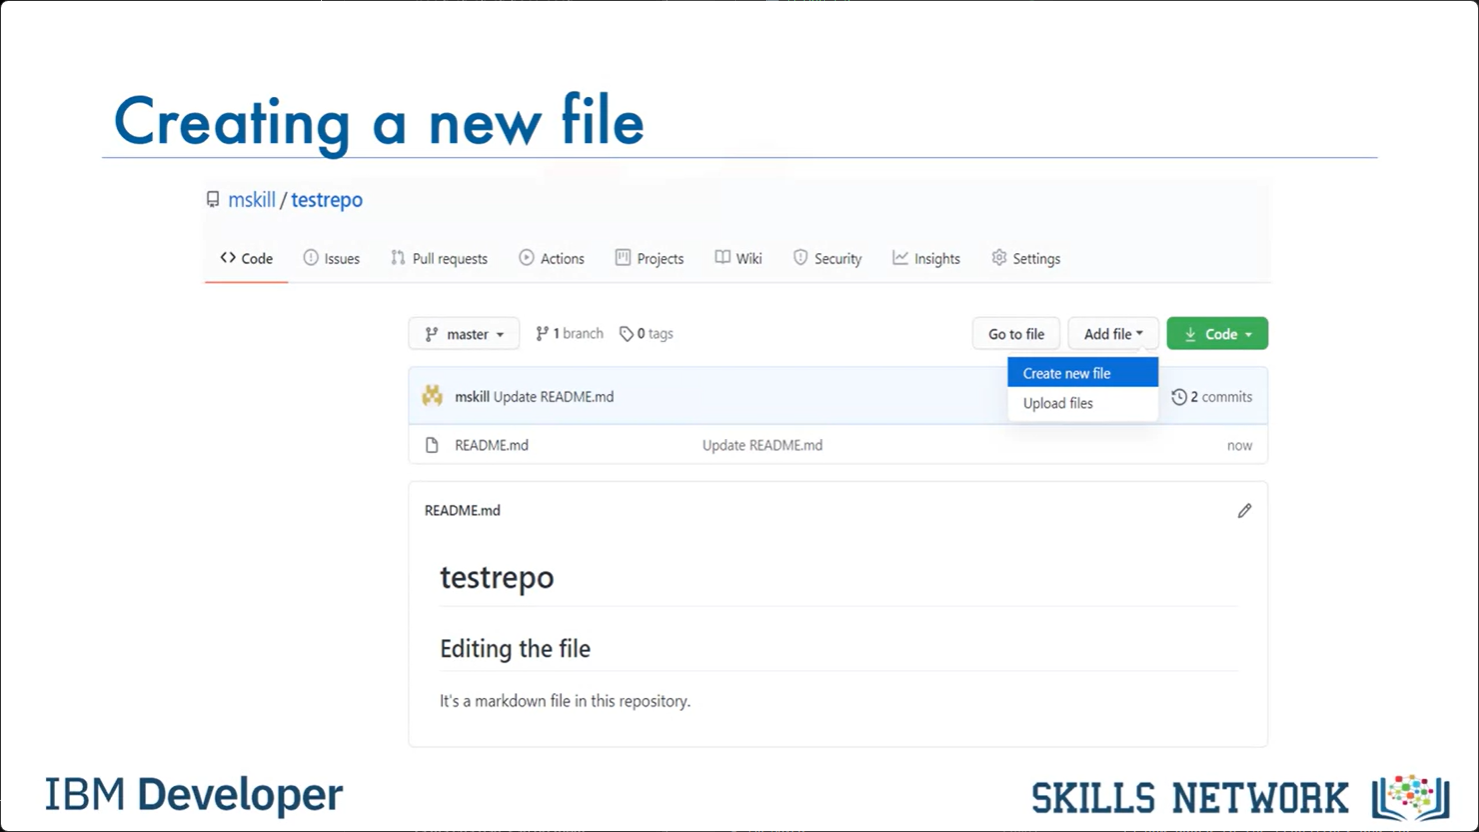 Creating a new file
mskill / testrepo
Code Issues Pull requests Actions Projects Wiki Security Insights Settings
master 1 branch 0 tags Go to file Add file Code
Create new file
Upload files
mskill Update README.md 2 commits
README.md Update README.md now
README.md
testrepo
Editing the file
It's a markdown file in this repository.
IBM Developer SKILLS NETWORK